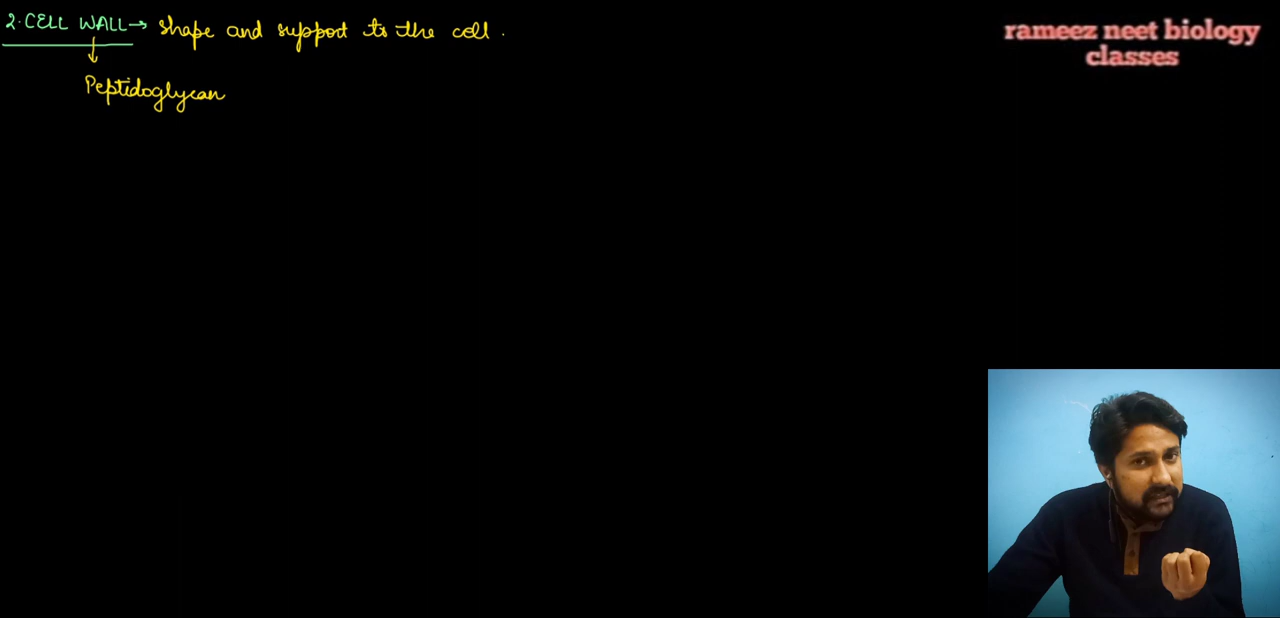 2. CELL WALL → shape and support to the cell.
Peptidoglycan
rameez neet biology
classes